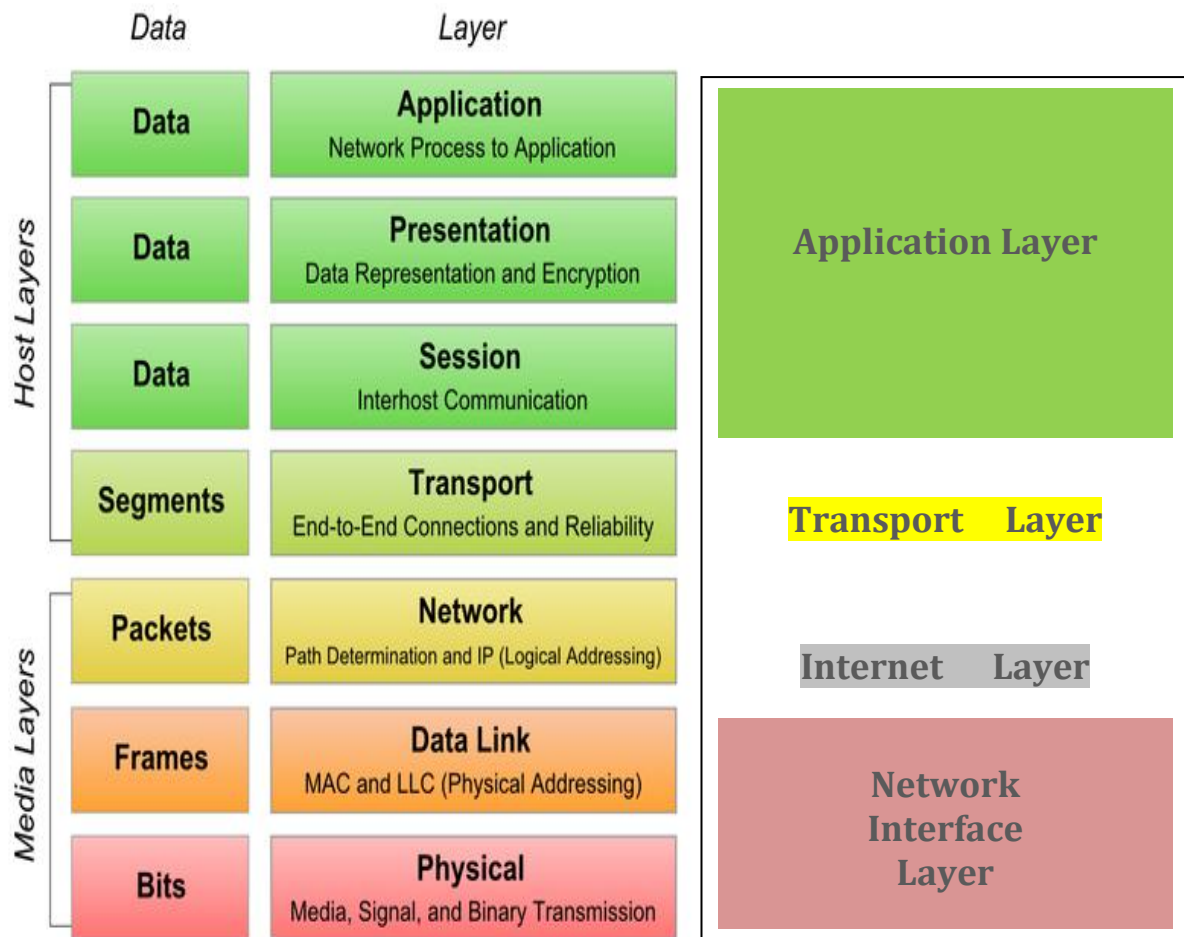 Data Layer
Host Layers
Data
Application
Network Process to Application
Data
Presentation
Data Representation and Encryption
Data
Session
Interhost Communication
Segments
Transport
End-to-End Connections and Reliability
Media Layers
Packets
Network
Path Determination and IP (Logical Addressing)
Frames
Data Link
MAC and LLC (Physical Addressing)
Bits
Physical
Media, Signal, and Binary Transmission
Application Layer
Transport Layer
Internet Layer
Network
Interface
Layer